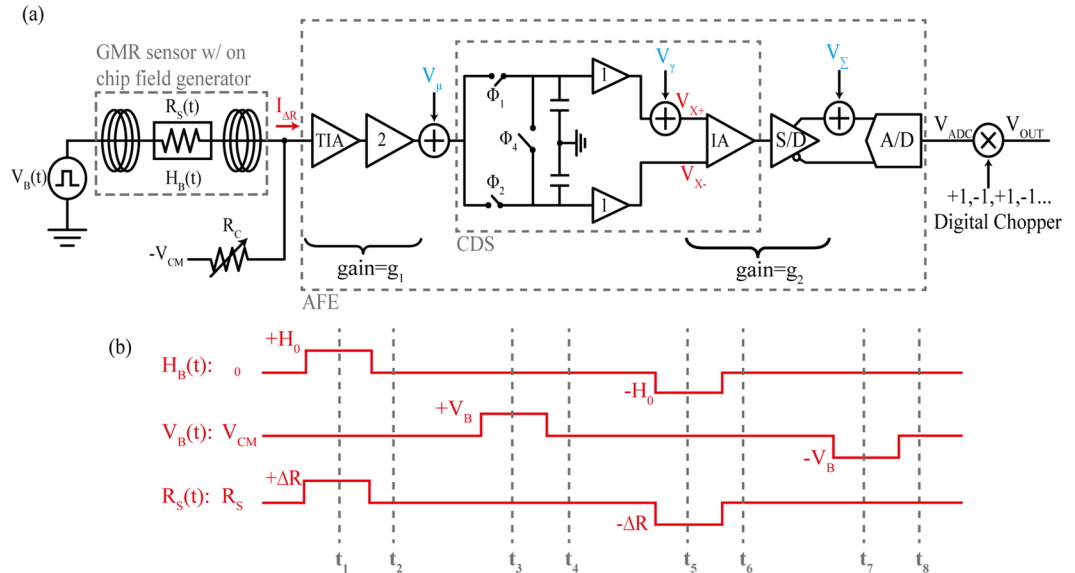 (a)
GMR sensor w/ on
chip field generator
R_S(t)
H_B(t)
V_B(t)
I_ΔR
R_C
-V_CM
TIA
2
V_μ
gain=g_1
AFE
Φ_1
Φ_4
Φ_2
1
1
CDS
V_γ
V_X+
V_X-
IA
gain=g_2
V_Σ
S/D
A/D
V_ADC
V_OUT
+1,-1,+1,-1...
Digital Chopper
(b)
H_B(t): 0
+H_0
-H_0
V_B(t): V_CM
+V_B
-V_B
R_S(t): R_S
+ΔR
-ΔR
t_1 t_2 t_3 t_4 t_5 t_6 t_7 t_8